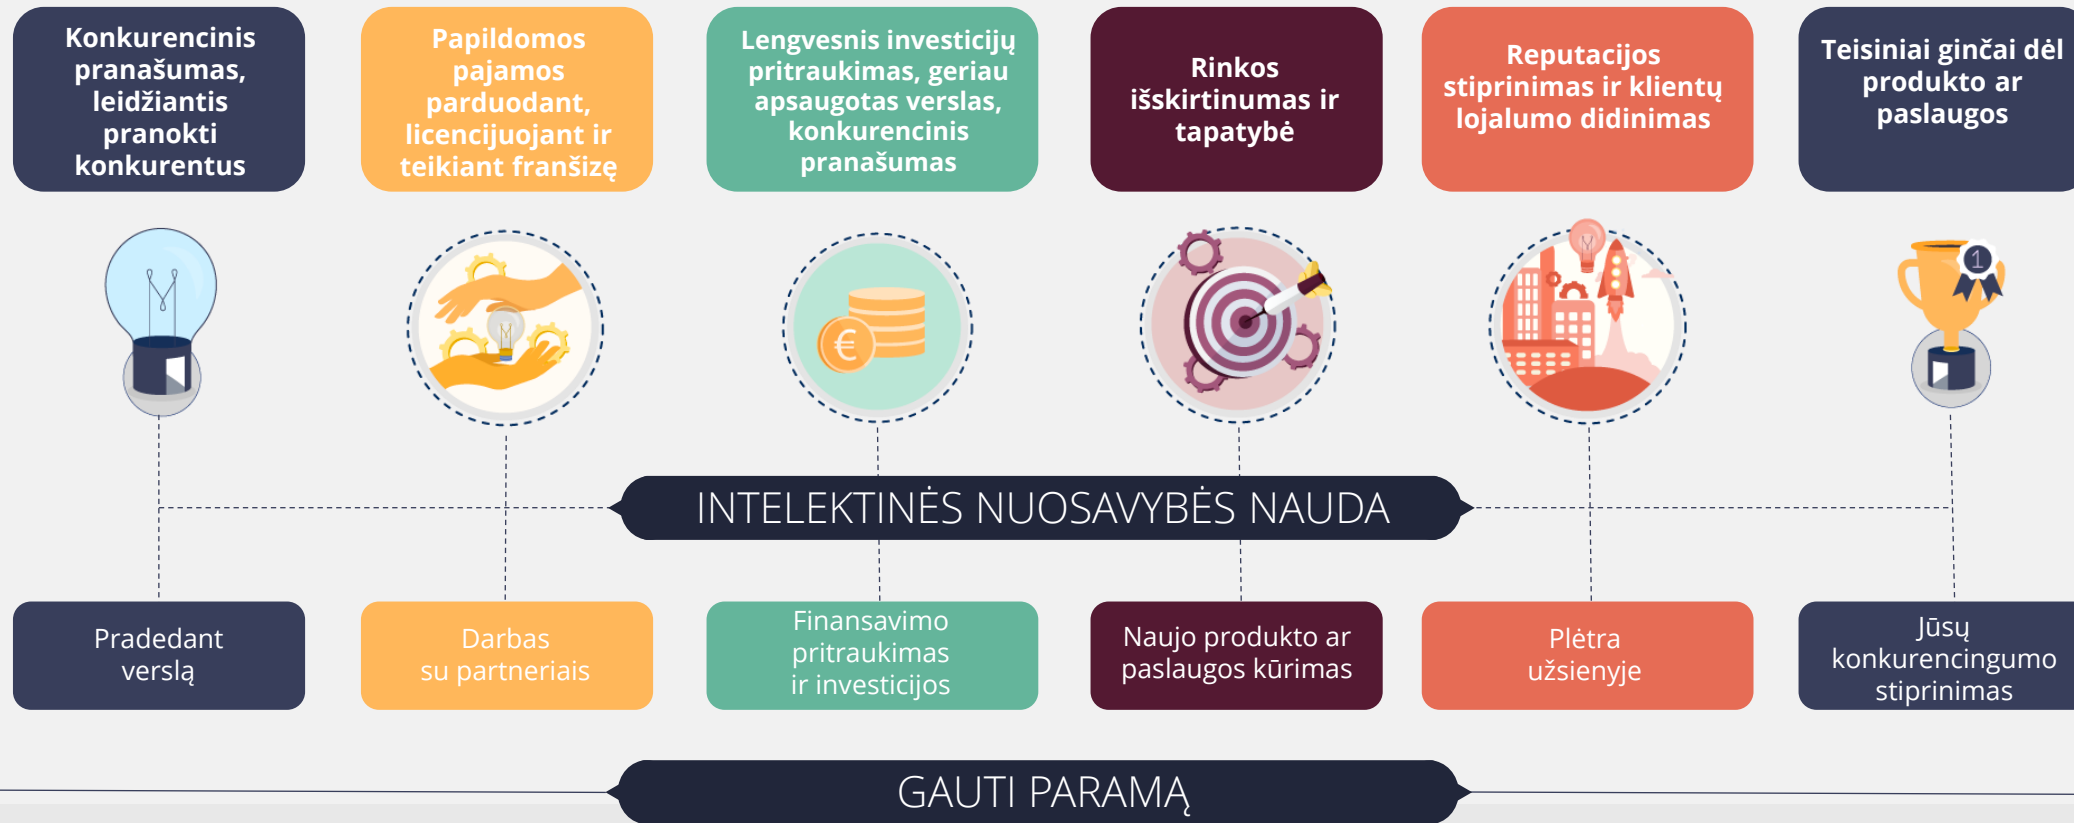 Konkurencinis
pranašumas,
leidžiantis
pranokti
konkurentus
Papildomos
pajamos
parduodant,
licencijuojant ir
teikiant franšizę
Lengvesnis investicijų
pritraukimas, geriau
apsaugotas verslas,
konkurencinis
pranašumas
Rinkos
išskirtinumas ir
tapatybė
Reputacijos
stiprinimas ir klientų
lojalumo didinimas
Teisiniai ginčai dėl
produkto ar
paslaugos
€
1
INTELEKTINĖS NUOSAVYBĖS NAUDA
Pradedant
verslą
Darbas
su partneriais
Finansavimo
pritraukimas
ir investicijos
Naujo produkto ar
paslaugos kūrimas
Plėtra
užsienyje
Jūsų
konkurencingumo
stiprinimas
GAUTI PARAMĄ